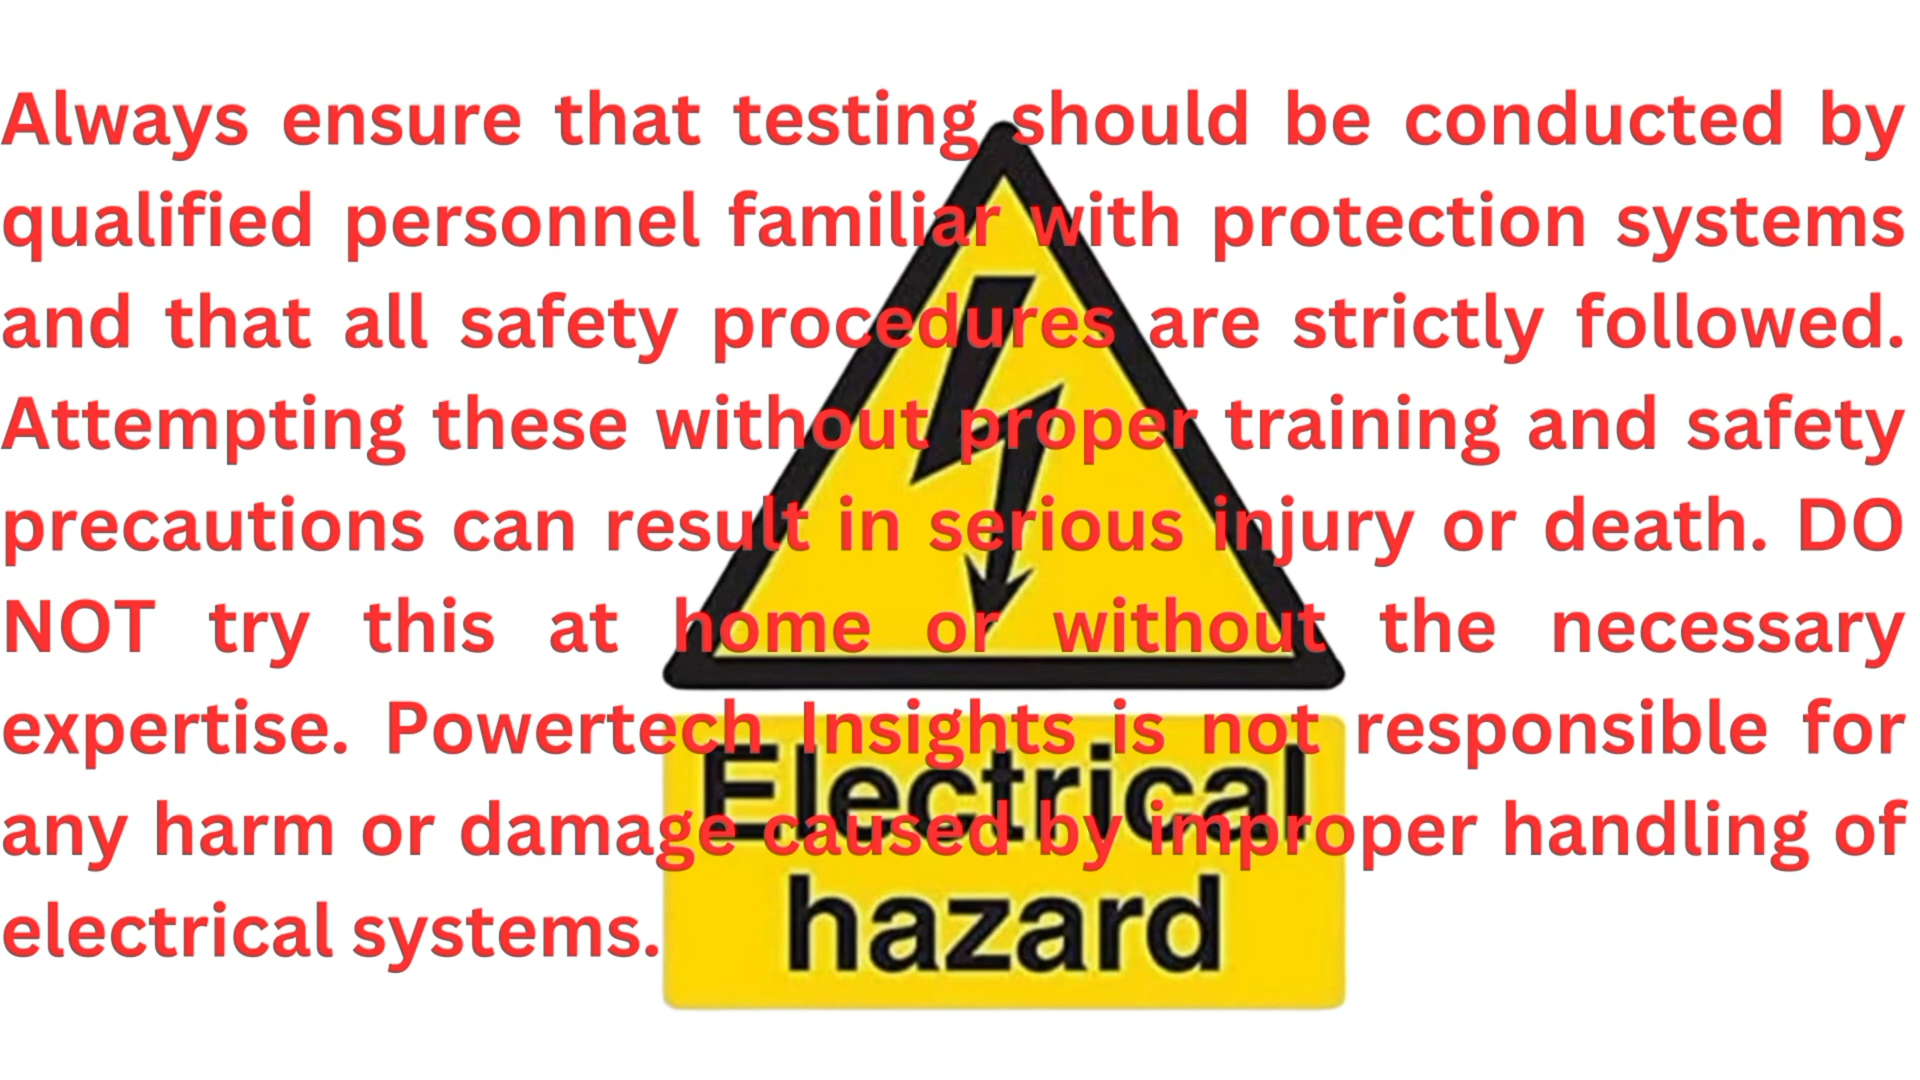 Always ensure that testing should be conducted by
qualified personnel familiar with protection systems
and that all safety procedures are strictly followed.
Attempting these without proper training and safety
precautions can result in serious injury or death. DO
NOT try this at home or without the necessary
expertise. Powertech Insights is not responsible for
any harm or damage caused by improper handling of
electrical systems.
Electrical
hazard